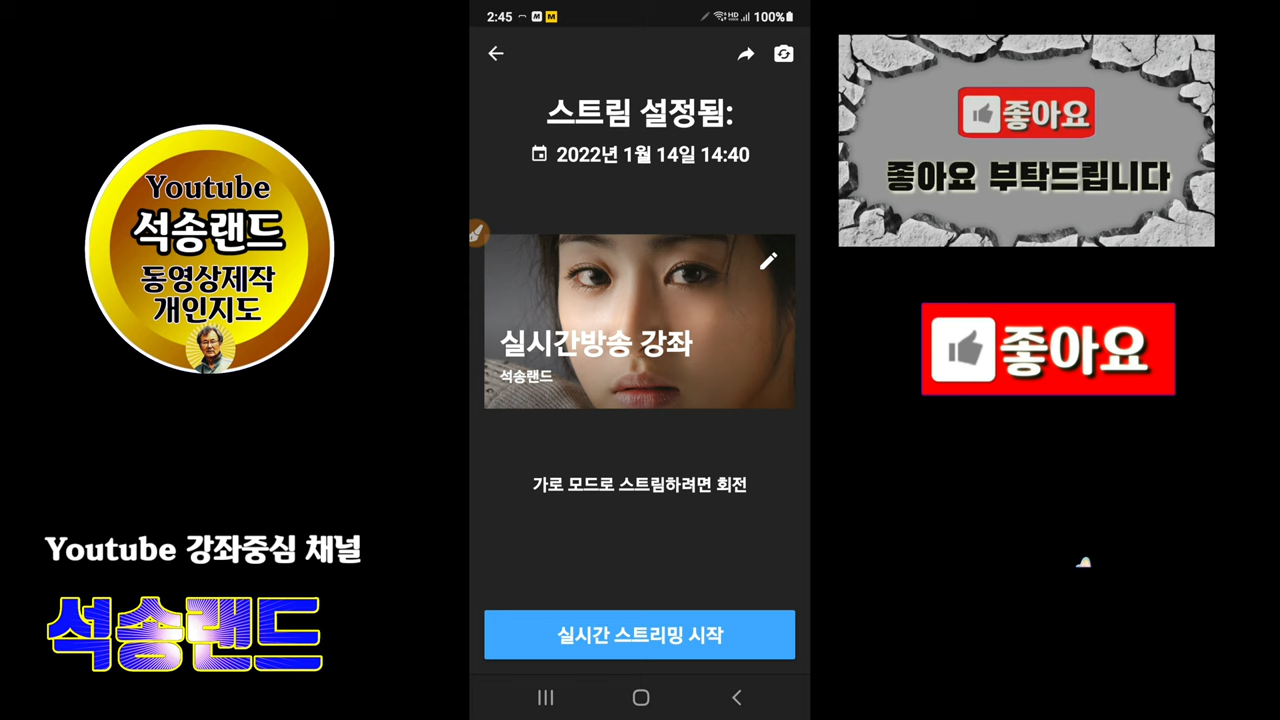 Youtube
석송랜드
동영상제작
개인지도
Youtube 강좌중심 채널
석송랜드
2:45
HD
100%
스트림 설정됨:
2022년 1월 14일 14:40
실시간방송 강좌
석송랜드
가로 모드로 스트림하려면 회전
실시간 스트리밍 시작
좋아요
좋아요 부탁드립니다
좋아요